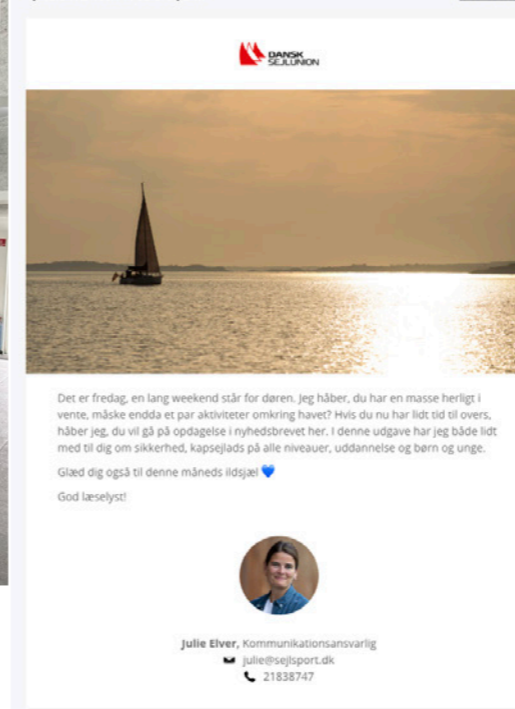 DANSK
SEJLUNION
Det er fredag, en lang weekend står for døren. Jeg håber, du har en masse herligt i
vente, måske endda et par aktiviteter omkring havet? Hvis du nu har lidt tid til overs,
håber jeg, du vil gå på opdagelse i nyhedsbrevet her. I denne udgave har jeg både lidt
med til dig om sikkerhed, kapsejlads på alle niveauer, uddannelse og børn og unge.
Glæd dig også til denne måneds ildsjæl 💙
God læselyst!
Julie Elver, Kommunikationsansvarlig
julie@sejlsport.dk
21838747